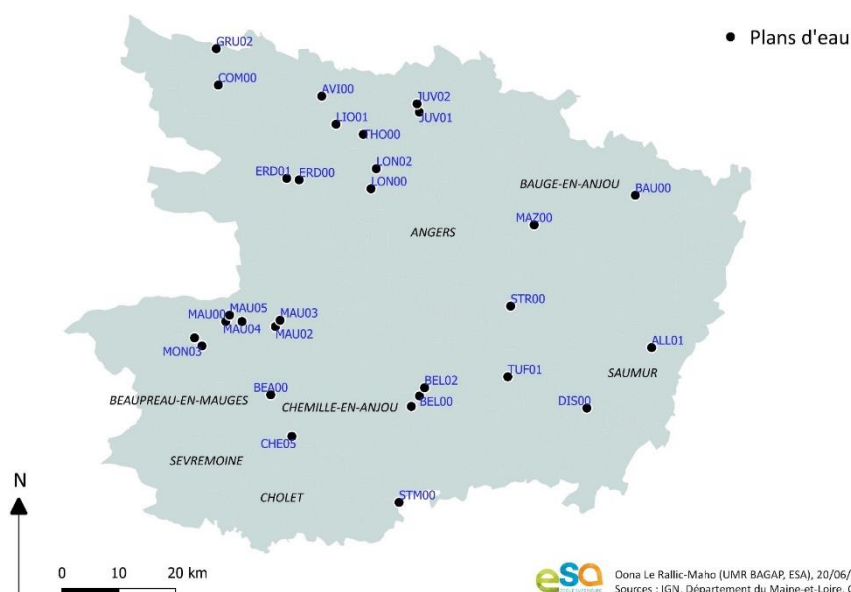 GRU02
Plans d'eau
COM00
AVI00
JUV02
JUV01
LIO01
THO00
LON02
ERD01
ERD00
LON00
BAUGE-EN-ANJOU
BAU00
MAZ00
ANGERS
STR00
MAU05
MAU00
MAU03
MAU04
MAU02
MON03
ALL01
TUF01
SAUMUR
BEL02
BEA00
BEAUPREAU-EN-MAUGES
CHEMILLE-EN-ANJOU
BEL00
DIS00
CHE05
SEVREMOINE
CHOLET
STM00
N
0 10 20 km
esa
Oona Le Rallic-Maho (UMR BAGAP, ESA), 20/06/
Sources : IGN, Département du Maine-et-Loire,